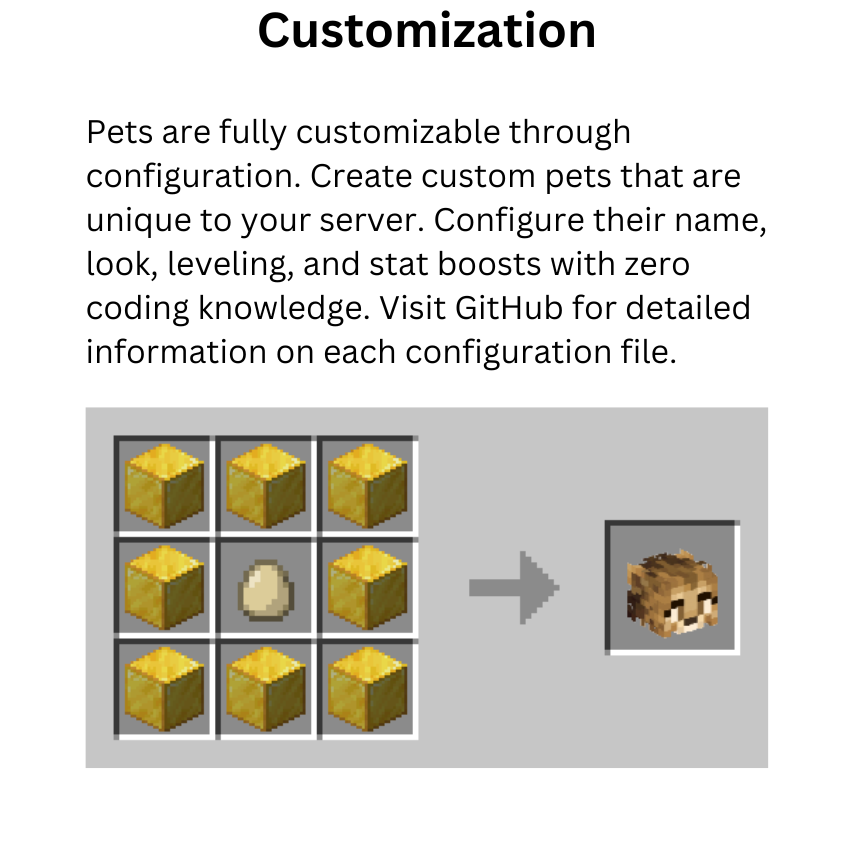 Customization
Pets are fully customizable through
configuration. Create custom pets that are
unique to your server. Configure their name,
look, leveling, and stat boosts with zero
coding knowledge. Visit GitHub for detailed
information on each configuration file.